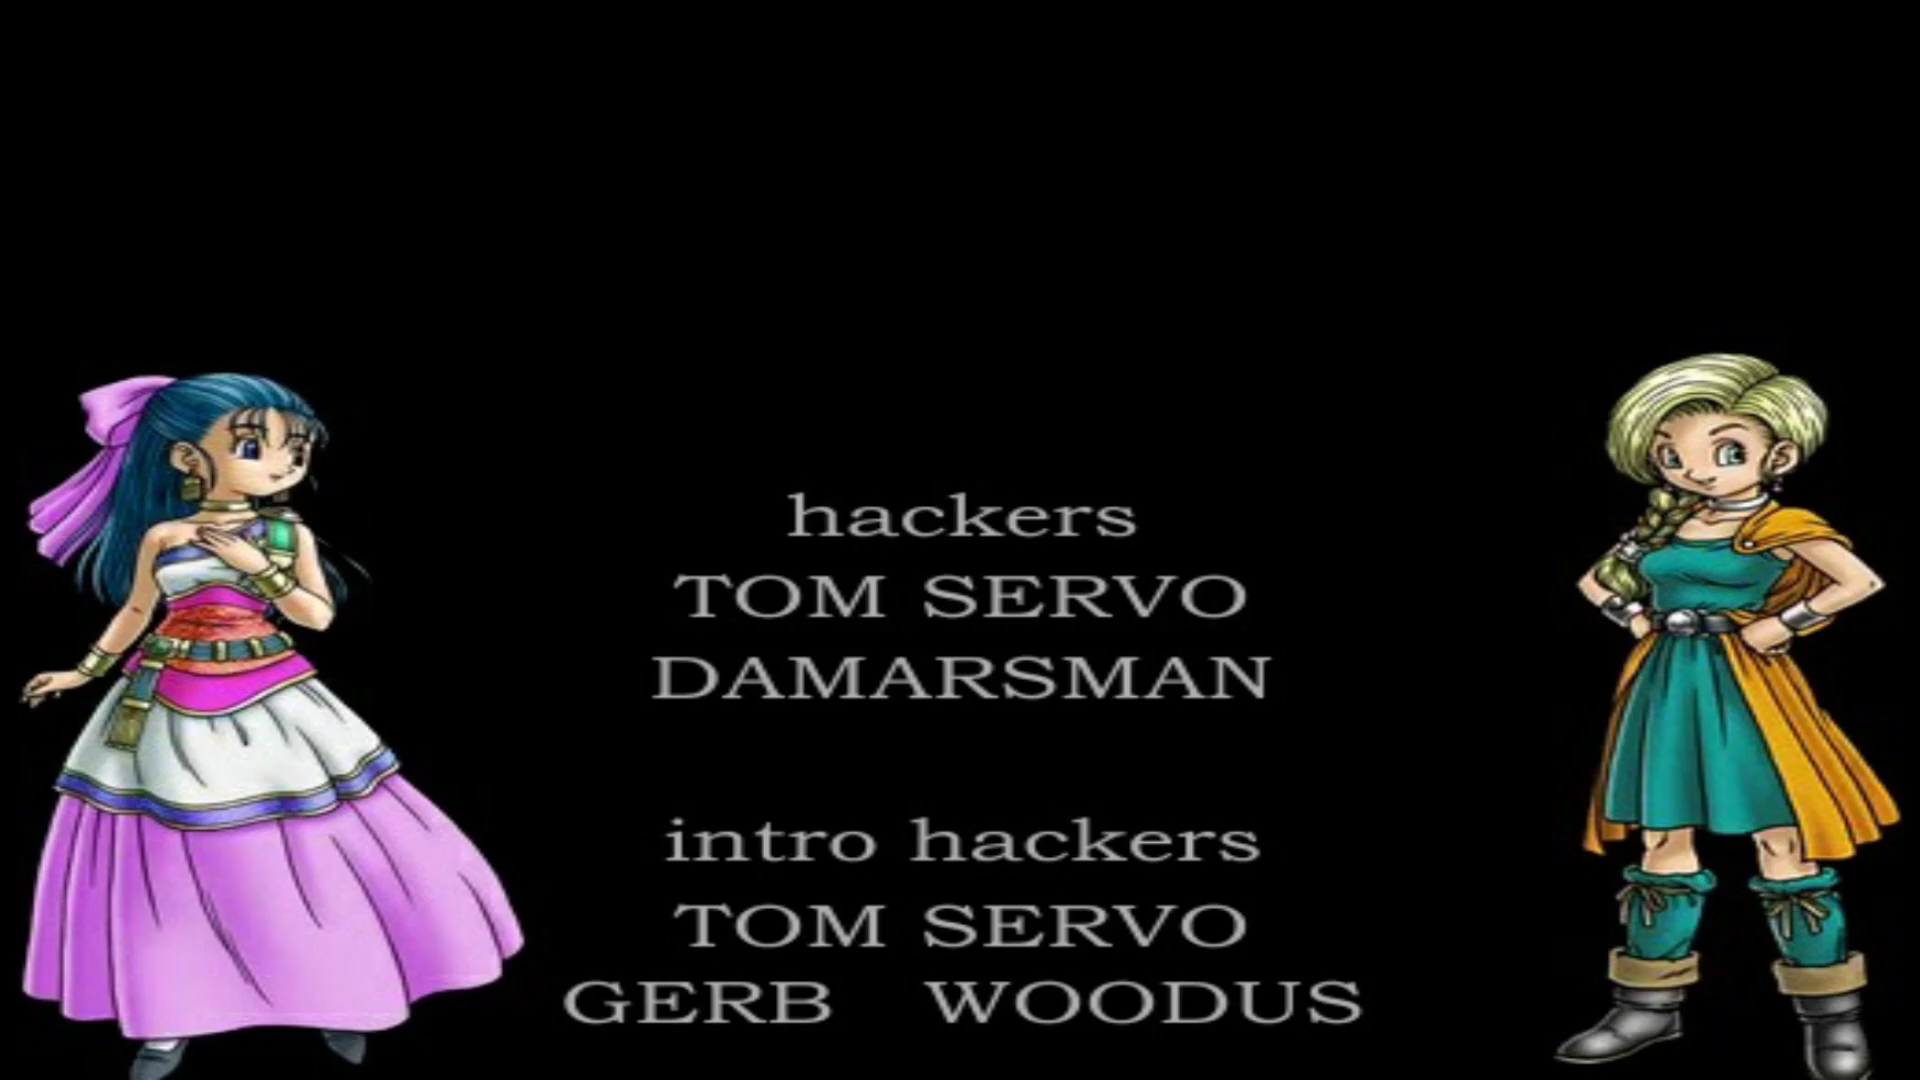 hackers
TOM SERVO
DAMARSMAN
intro hackers
TOM SERVO
GERB WOODUS